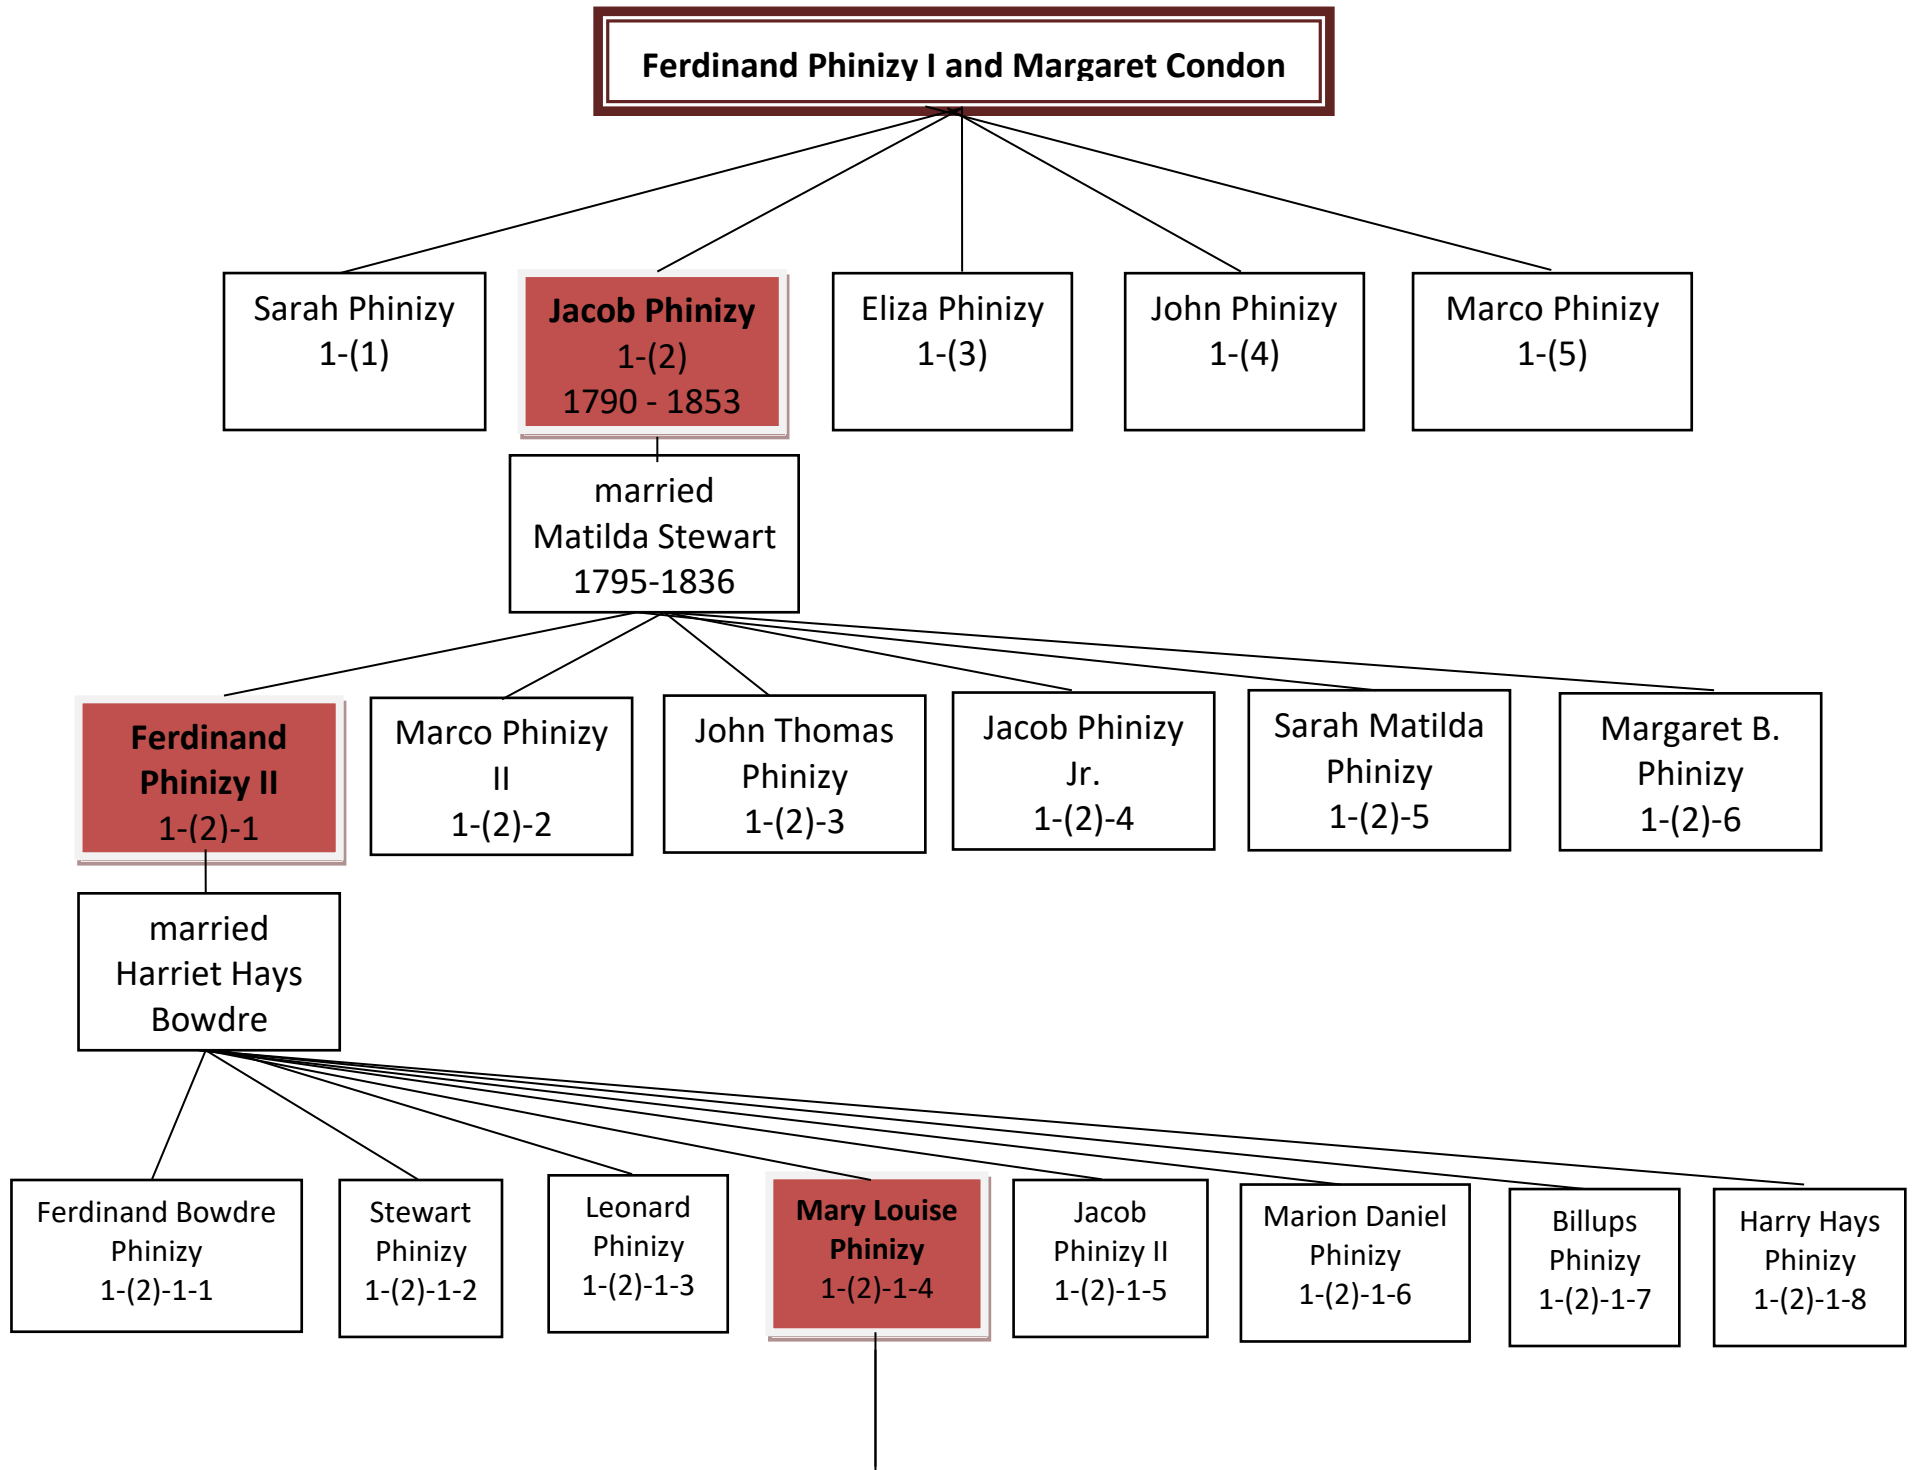 Ferdinand Phinizy I and Margaret Condon
Sarah Phinizy
1-(1)
Jacob Phinizy
1-(2)
1790 - 1853
Eliza Phinizy
1-(3)
John Phinizy
1-(4)
Marco Phinizy
1-(5)
married
Matilda Stewart
1795-1836
Ferdinand
Phinizy II
1-(2)-1
Marco Phinizy
II
1-(2)-2
John Thomas
Phinizy
1-(2)-3
Jacob Phinizy
Jr.
1-(2)-4
Sarah Matilda
Phinizy
1-(2)-5
Margaret B.
Phinizy
1-(2)-6
married
Harriet Hays
Bowdre
Ferdinand Bowdre
Phinizy
1-(2)-1-1
Stewart
Phinizy
1-(2)-1-2
Leonard
Phinizy
1-(2)-1-3
Mary Louise
Phinizy
1-(2)-1-4
Jacob
Phinizy II
1-(2)-1-5
Marion Daniel
Phinizy
1-(2)-1-6
Billups
Phinizy
1-(2)-1-7
Harry Hays
Phinizy
1-(2)-1-8